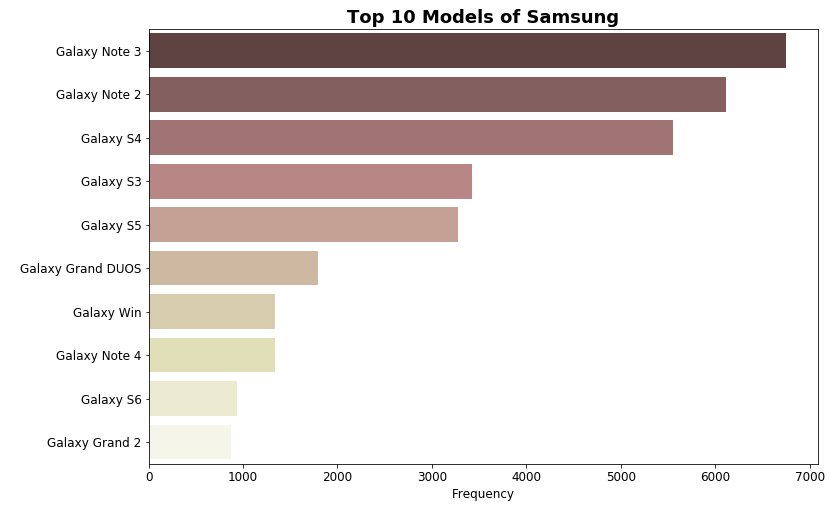 Top 10 Models of Samsung
Galaxy Note 3
Galaxy Note 2
Galaxy S4
Galaxy S3
Galaxy S5
Galaxy Grand DUOS
Galaxy Win
Galaxy Note 4
Galaxy S6
Galaxy Grand 2
0 1000 2000 3000 4000 5000 6000 7000
Frequency